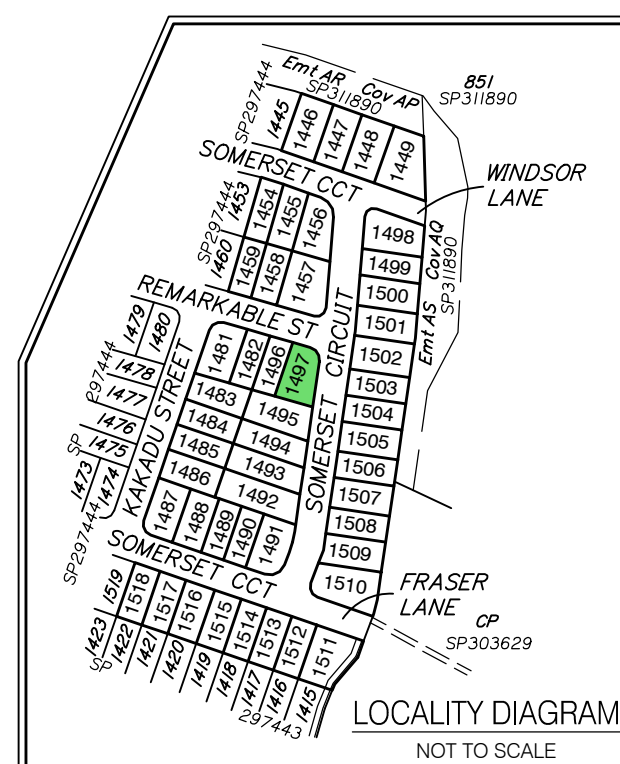 Emt AR
Cov AP
SP311890
851
SP311890
SP297444
1445
1446
1447
1448
1449
SOMERSET CCT
WINDSOR
LANE
SP297444
1453
1454
1455
1456
1460
1459
1458
1457
1498
1499
1500
1501
1502
1503
1504
1505
1506
1507
1508
1509
1510
Emt AS
Cov AQ
SP311890
REMARKABLE ST
SOMERSET CIRCUIT
1479
1480
1478
1477
1476
1475
1473
1474
SP
297444
SP297444
KAKADU STREET
1481
1482
1496
1497
1483
1495
1484
1494
1485
1493
1486
1492
1487
1488
1489
1490
1491
SOMERSET CCT
FRASER
LANE
CP
SP303629
1519
1518
1517
1516
1515
1514
1513
1512
1511
1423
1422
1421
1420
1419
1418
1417
1416
1415
SP
297443
LOCALITY DIAGRAM
NOT TO SCALE